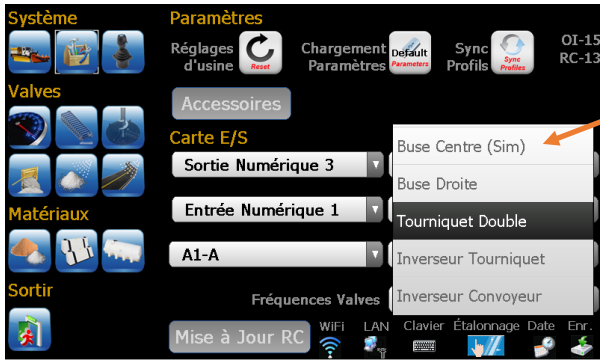 Système
Paramètres
Réglages d'usine
Reset
Chargement Paramètres
Default Parameters
Sync Profils
Sync Profiles
OI-15
RC-13
Valves
Accessoires
Carte E/S
Sortie Numérique 3
Entrée Numérique 1
A1-A
Buse Centre (Sim)
Buse Droite
Tourniquet Double
Inverseur Tourniquet
Inverseur Convoyeur
Matériaux
Sortir
Fréquences Valves
Mise à Jour RC
WiFi
LAN
Clavier
Étalonnage
Date
Enr.